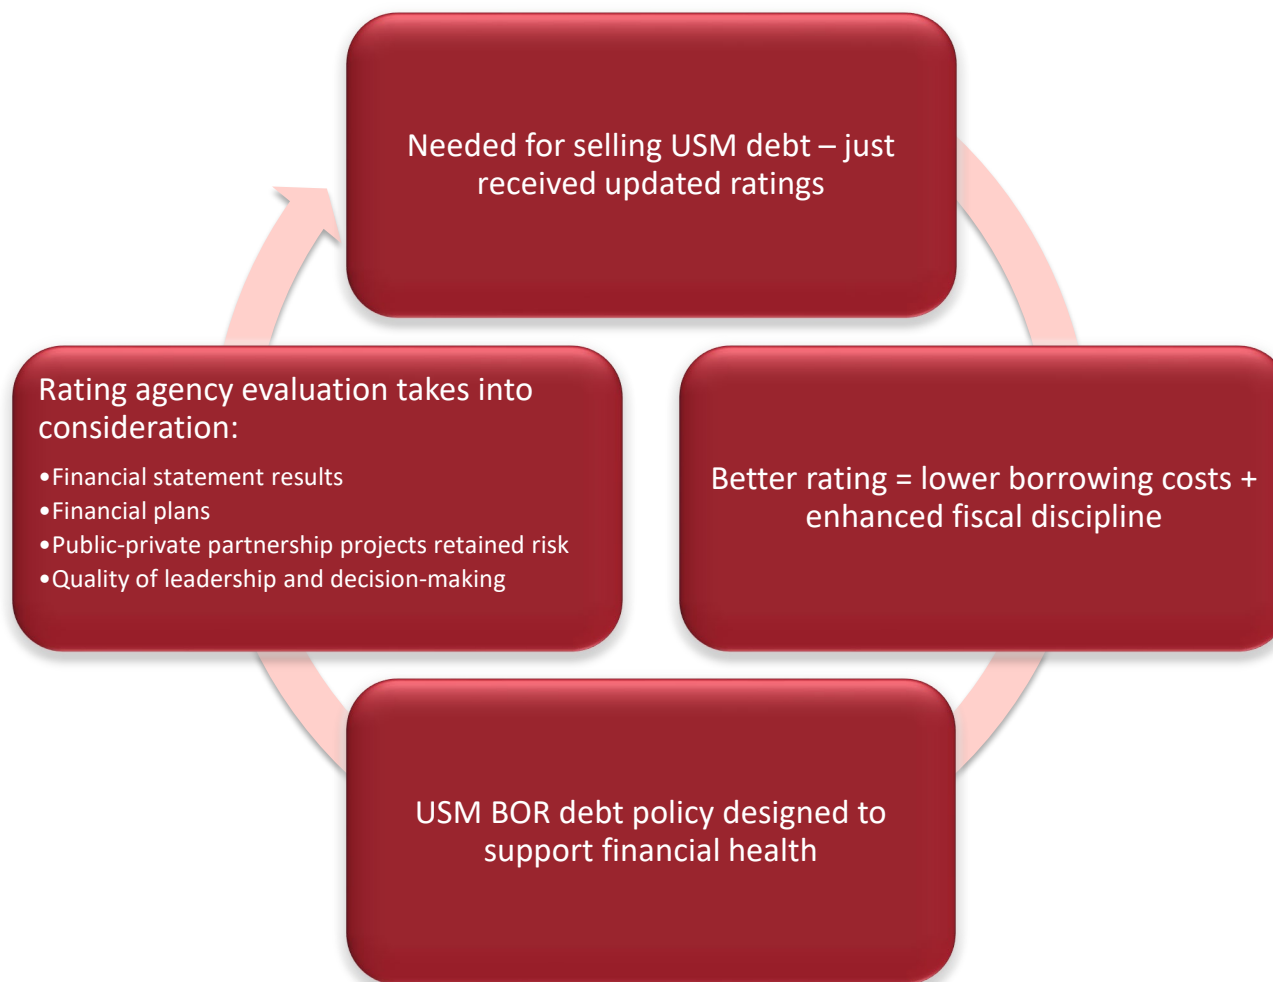 Needed for selling USM debt – just
received updated ratings
Better rating = lower borrowing costs +
enhanced fiscal discipline
USM BOR debt policy designed to
support financial health
Rating agency evaluation takes into
consideration:
•Financial statement results
•Financial plans
•Public-private partnership projects retained risk
•Quality of leadership and decision-making